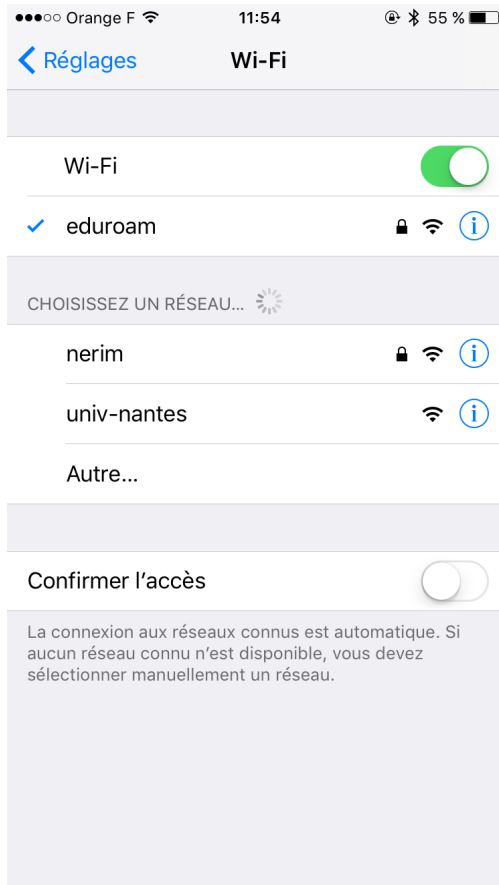 Orange F 11:54 55 %
Réglages Wi-Fi
Wi-Fi
eduroam
CHOISISSEZ UN RÉSEAU...
nerim
univ-nantes
Autre...
Confirmer l’accès
La connexion aux réseaux connus est automatique. Si
aucun réseau connu n’est disponible, vous devez
sélectionner manuellement un réseau.